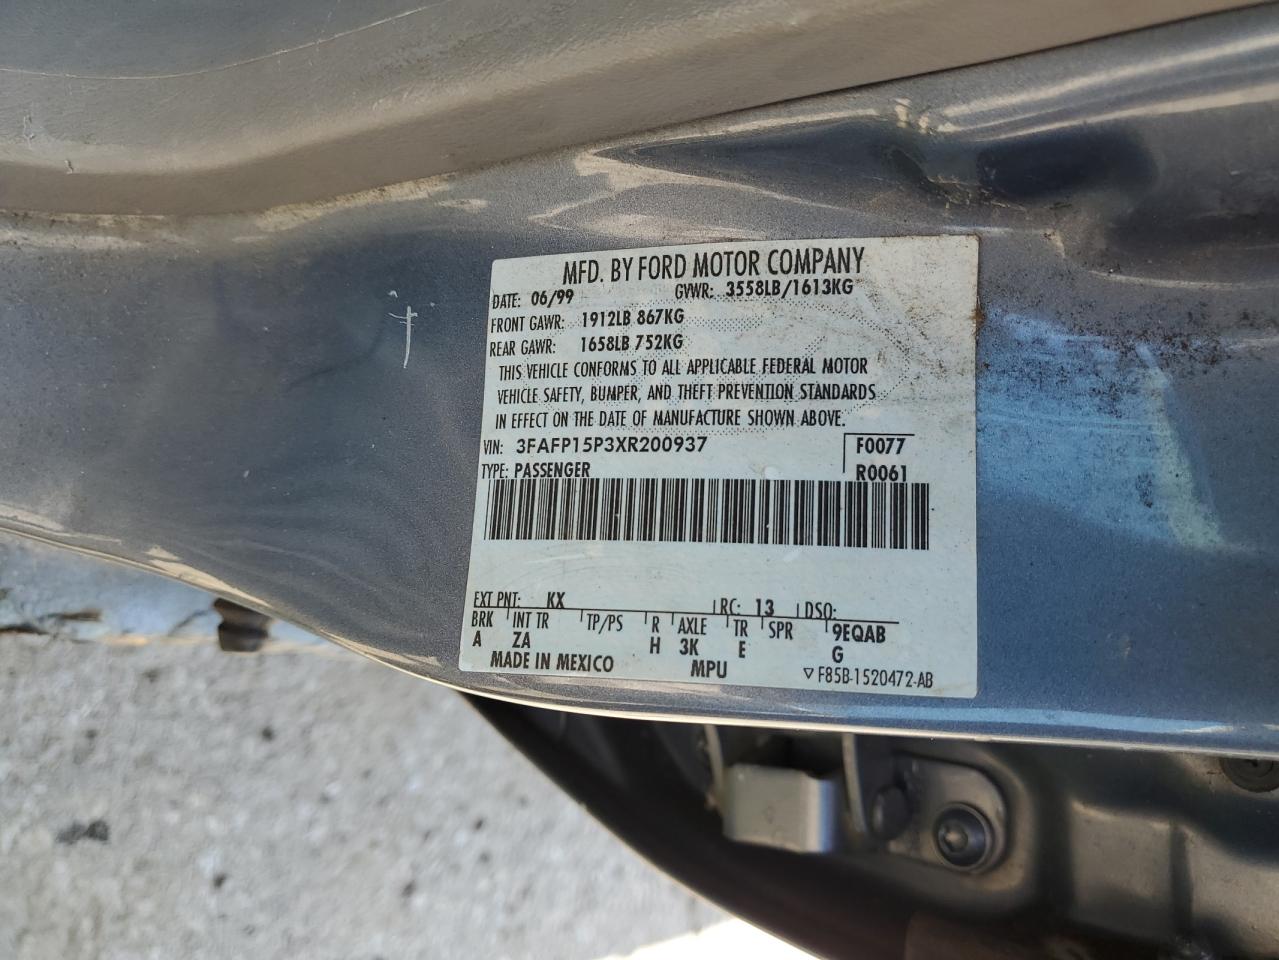 MFD. BY FORD MOTOR COMPANY
DATE: 06/99 GVWR: 3558LB/1613KG
FRONT GAWR: 1912LB 867KG
REAR GAWR: 1658LB 752KG
THIS VEHICLE CONFORMS TO ALL APPLICABLE FEDERAL MOTOR
VEHICLE SAFETY, BUMPER, AND THEFT PREVENTION STANDARDS
IN EFFECT ON THE DATE OF MANUFACTURE SHOWN ABOVE.
VIN: 3FAFP15P3XR200937 F0077
TYPE: PASSENGER R0061
EXT PNT: KX RC: 13 DSO:
BRK INT TR TP/PS R AXLE TR SPR 9EQAB
A ZA H 3K E G
MADE IN MEXICO MPU ▽F85B-1520472-AB